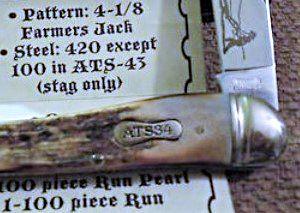 • Pattern: 4-1/8
Farmers Jack
• Steel: 420 except
100 in ATS-43
(stag only)
ATS34
100 piece Run Pearl
1-100 piece Run